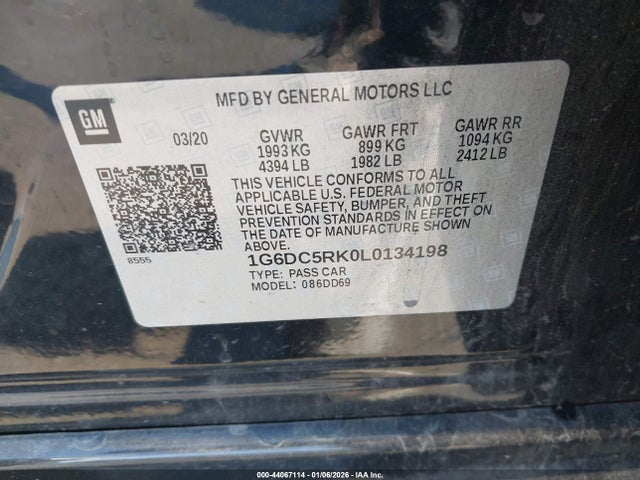 GM
MFD BY GENERAL MOTORS LLC
03/20 GVWR GAWR FRT GAWR RR
1993 KG 899 KG 1094 KG
4394 LB 1982 LB 2412 LB
THIS VEHICLE CONFORMS TO ALL
APPLICABLE U.S. FEDERAL MOTOR
VEHICLE SAFETY, BUMPER, AND THEFT
PREVENTION STANDARDS IN EFFECT ON
THE DATE OF MANUFACTURE SHOWN
ABOVE.
8555
1G6DC5RK0L0134198
TYPE: PASS CAR
MODEL: 086DD69
000-44067114 - 01/06/2026 - IAA Inc.